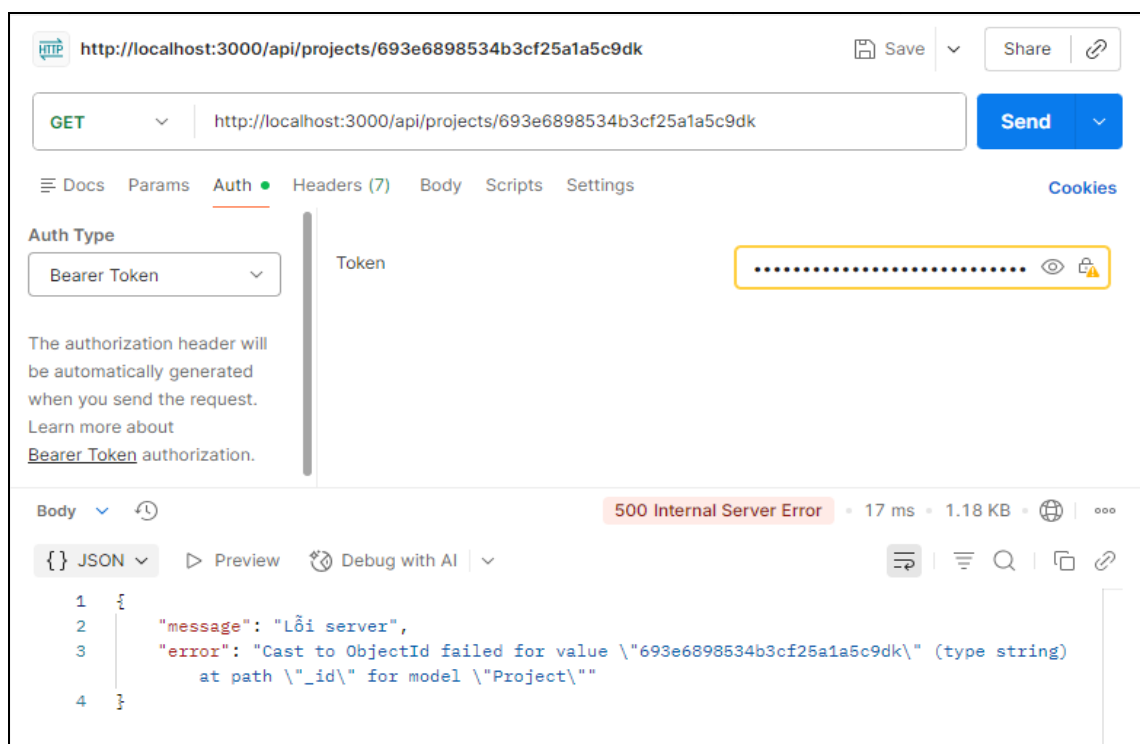 HTTP http://localhost:3000/api/projects/693e6898534b3cf25a1a5c9dk Save Share
GET http://localhost:3000/api/projects/693e6898534b3cf25a1a5c9dk Send
Docs Params Auth Headers (7) Body Scripts Settings Cookies
Auth Type
Bearer Token
Token
The authorization header will
be automatically generated
when you send the request.
Learn more about
Bearer Token authorization.
Body 500 Internal Server Error 17 ms 1.18 KB
{} JSON Preview Debug with AI
1 {
2 "message": "Lỗi server",
3 "error": "Cast to ObjectId failed for value \"693e6898534b3cf25a1a5c9dk\" (type string)
at path \"_id\" for model \"Project\""
4 }